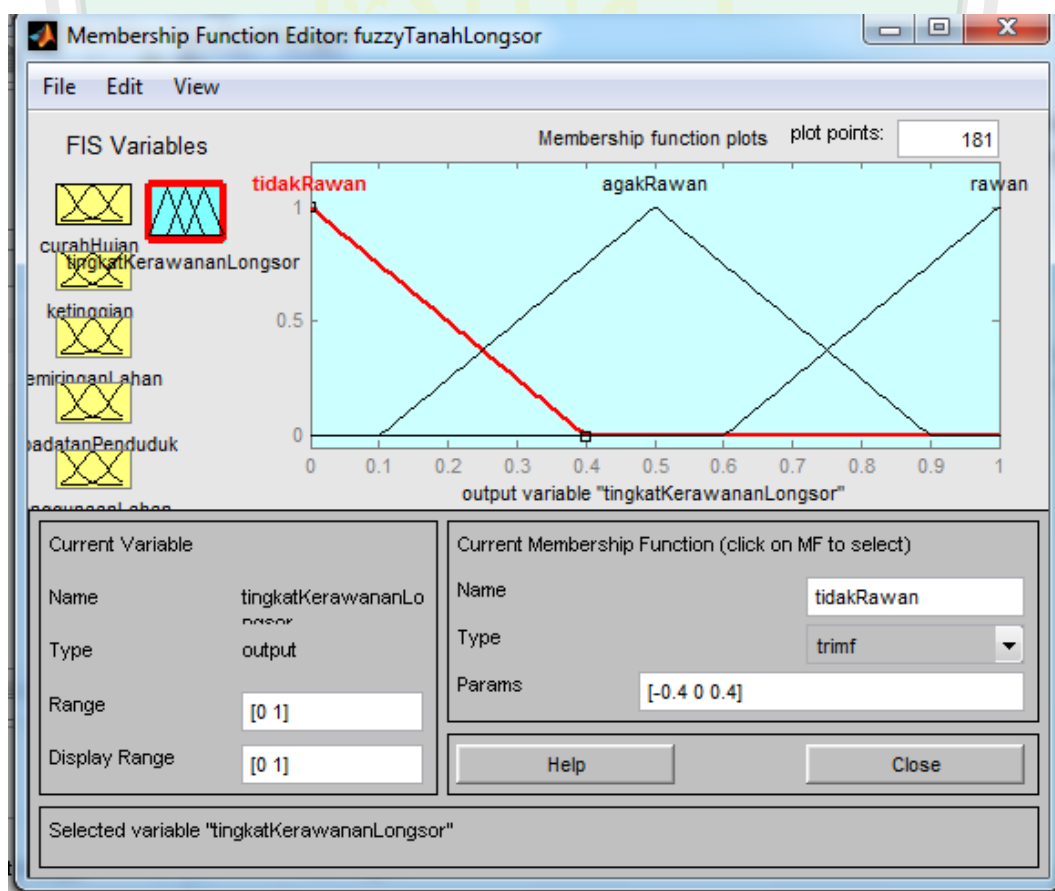 Membership Function Editor: fuzzyTanahLongsor
File Edit View
FIS Variables
Membership function plots plot points: 181
curahHujan
tingkatKerawananLongsor
ketinggian
emiringanLahan
padatanPenduduk
tidakRawan agakRawan rawan
1
0.5
0
0 0.1 0.2 0.3 0.4 0.5 0.6 0.7 0.8 0.9 1
output variable "tingkatKerawananLongsor"
Current Variable
Name tingkatKerawananLo
ngsor
Type output
Range [0 1]
Display Range [0 1]
Current Membership Function (click on MF to select)
Name tidakRawan
Type trimf
Params [-0.4 0 0.4]
Help Close
Selected variable "tingkatKerawananLongsor"